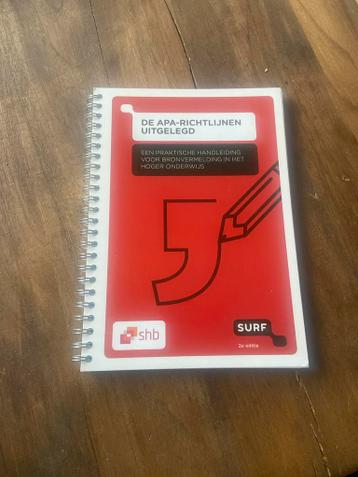 DE APA-RICHTLIJNEN
UITGELEGD
EEN PRAKTISCHE HANDLEIDING
VOOR BRONVERMELDING IN HET
HOGER ONDERWIJS
shb
SURF
2e editie